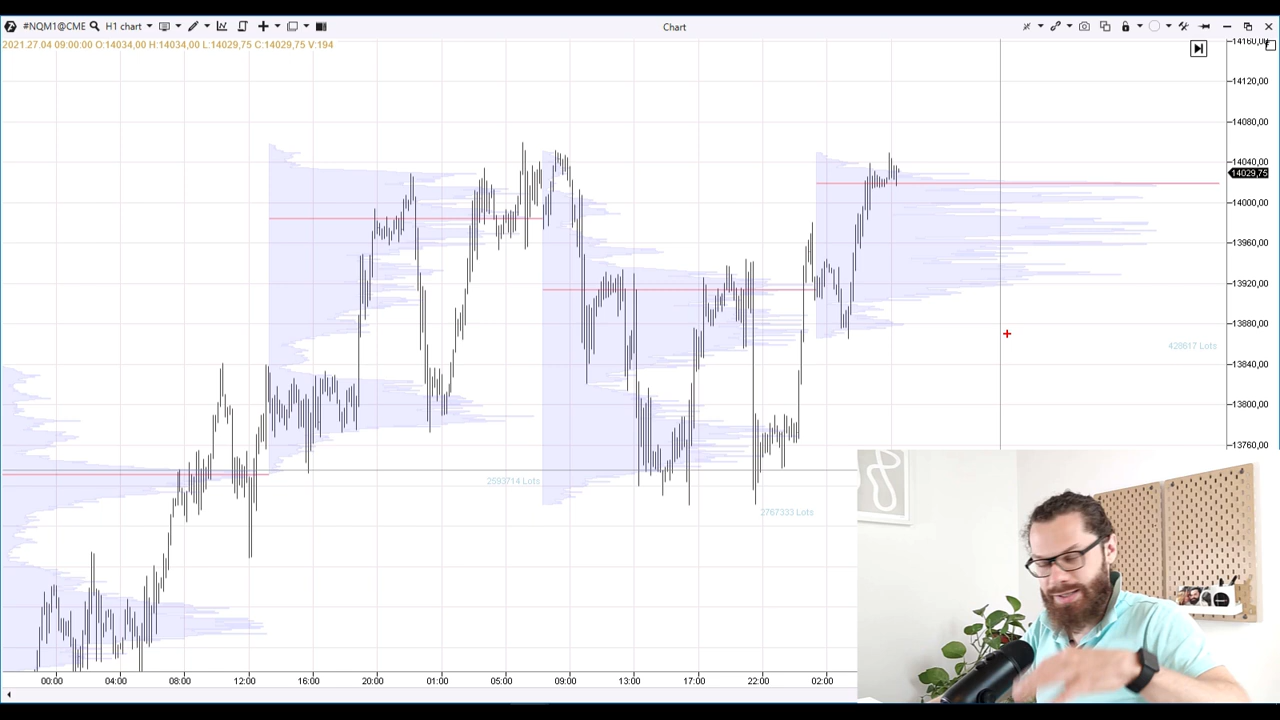 #NQM1@CME H1 chart Chart
2021.27.04 09:00:00 O:14034,00 H:14034,00 L:14029,75 C:14029,75 V:194
14120,00
14080,00
14040,00
14029,75
14000,00
13960,00
13920,00
13880,00
428617 Lots
13840,00
13800,00
13760,00
2593714 Lots
2767333 Lots
00:00 04:00 08:00 12:00 16:00 20:00 01:00 05:00 09:00 13:00 17:00 22:00 02:00